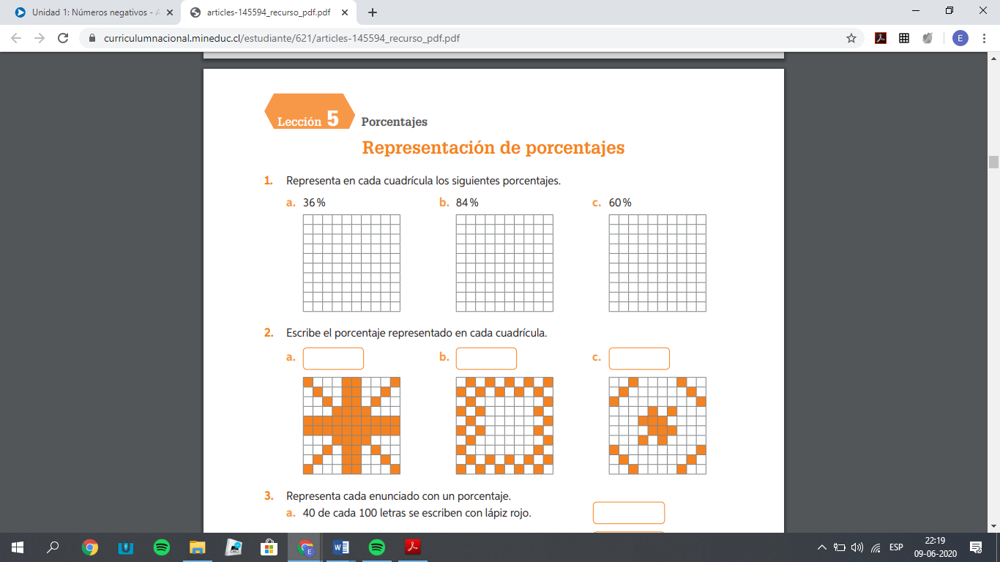 Unidad 1: Números negativos - A
articles-145594_recurso_pdf.pdf
curriculumnacional.mineduc.cl/estudiante/621/articles-145594_recurso_pdf.pdf
E
Lección 5 Porcentajes
Representación de porcentajes
1. Representa en cada cuadrícula los siguientes porcentajes.
a. 36 % b. 84 % c. 60 %
2. Escribe el porcentaje representado en cada cuadrícula.
a. b. c.
3. Representa cada enunciado con un porcentaje.
a. 40 de cada 100 letras se escriben con lápiz rojo.
ESP
22:19
09-06-2020